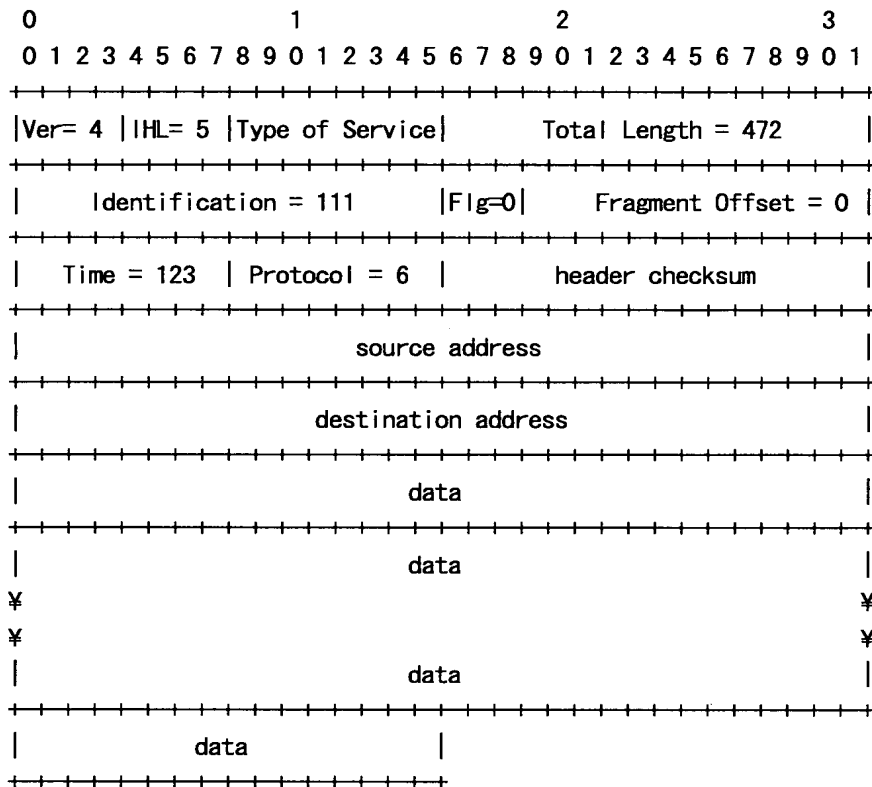 0 1 2 3
0 1 2 3 4 5 6 7 8 9 0 1 2 3 4 5 6 7 8 9 0 1 2 3 4 5 6 7 8 9 0 1
+-+-+-+-+-+-+-+-+-+-+-+-+-+-+-+-+-+-+-+-+-+-+-+-+-+-+-+-+-+-+-+-+
|Ver= 4 |IHL= 5 |Type of Service| Total Length = 472 |
+-+-+-+-+-+-+-+-+-+-+-+-+-+-+-+-+-+-+-+-+-+-+-+-+-+-+-+-+-+-+-+-+
| Identification = 111 |Flg=0| Fragment Offset = 0 |
+-+-+-+-+-+-+-+-+-+-+-+-+-+-+-+-+-+-+-+-+-+-+-+-+-+-+-+-+-+-+-+-+
| Time = 123 | Protocol = 6 | header checksum |
+-+-+-+-+-+-+-+-+-+-+-+-+-+-+-+-+-+-+-+-+-+-+-+-+-+-+-+-+-+-+-+-+
| source address |
+-+-+-+-+-+-+-+-+-+-+-+-+-+-+-+-+-+-+-+-+-+-+-+-+-+-+-+-+-+-+-+-+
| destination address |
+-+-+-+-+-+-+-+-+-+-+-+-+-+-+-+-+-+-+-+-+-+-+-+-+-+-+-+-+-+-+-+-+
| data |
+-+-+-+-+-+-+-+-+-+-+-+-+-+-+-+-+-+-+-+-+-+-+-+-+-+-+-+-+-+-+-+-+
| data |
¥ ¥
¥ ¥
| data |
+-+-+-+-+-+-+-+-+-+-+-+-+-+-+-+-+-+-+-+-+-+-+-+-+-+-+-+-+-+-+-+-+
| data |
+-+-+-+-+-+-+-+-+-+-+-+-+-+-+-+-+